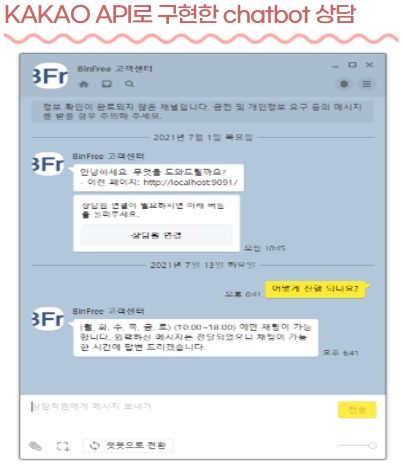 KAKAO API로 구현한 chatbot 상담
BFr
BinFree 고객센터
정보 확인이 완료되지 않은 채널입니다. 금전 및 개인정보 요구 등의 메시지
를 받을 경우 주의해 주세요.
2021년 7월 1일 목요일
BFr
BinFree 고객센터
안녕하세요. 무엇을 도와드릴까요?
- 이전 페이지: http://localhost:9091/
상담원 연결이 필요하시면 아래 버튼
을 눌러주세요.
상담원 연결
오전 10:45
2021년 7월 13일 화요일
어떻게 진행 되나요?
오후 6:41
BFr
BinFree 고객센터
(월, 화, 수, 목, 금, 토) (10:00~18:00) 에만 채팅이 가능
합니다. 입력하신 메시지는 전달되었으니 채팅이 가능
한 시간에 답변 드리겠습니다.
오후 6:41
상담직원에게 메시지 보내기
전송
챗봇으로 전환